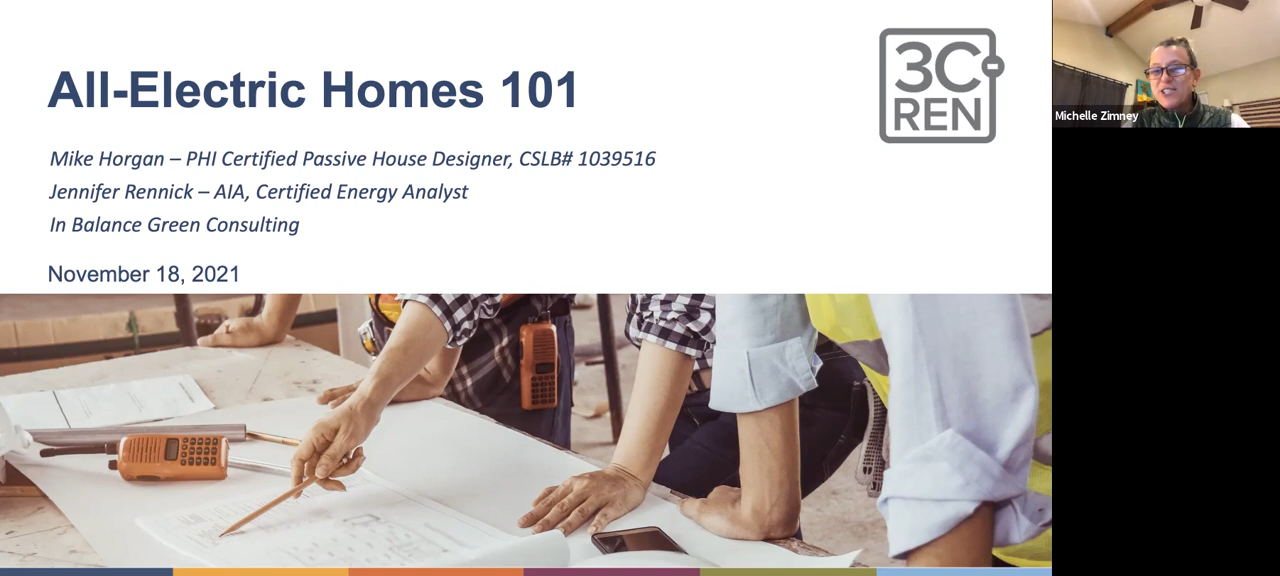 All-Electric Homes 101
3C
REN
Mike Horgan – PHI Certified Passive House Designer, CSLB# 1039516
Jennifer Rennick – AIA, Certified Energy Analyst
In Balance Green Consulting
November 18, 2021
Michelle Zimney